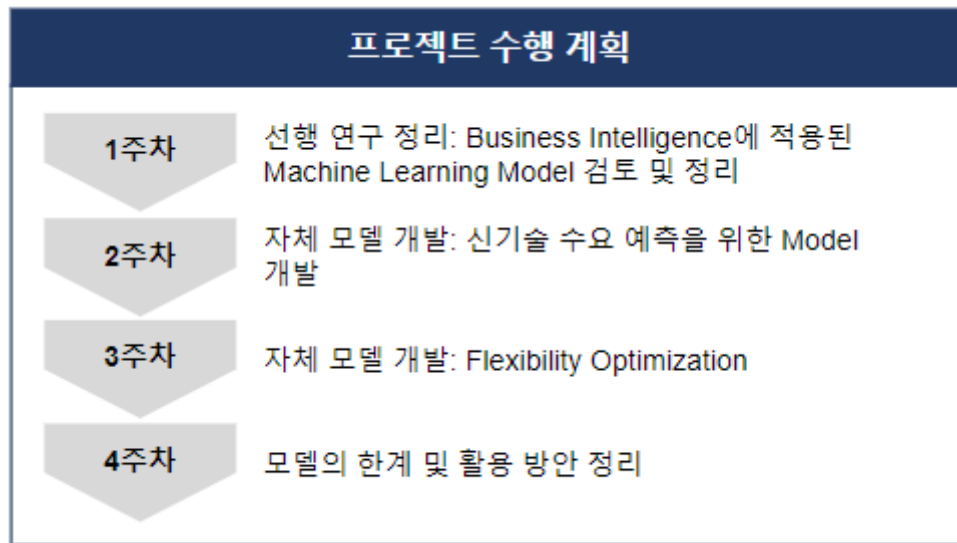 프로젝트 수행 계획
1주차
선행 연구 정리: Business Intelligence에 적용된
Machine Learning Model 검토 및 정리
2주차
자체 모델 개발: 신기술 수요 예측을 위한 Model
개발
3주차
자체 모델 개발: Flexibility Optimization
4주차
모델의 한계 및 활용 방안 정리